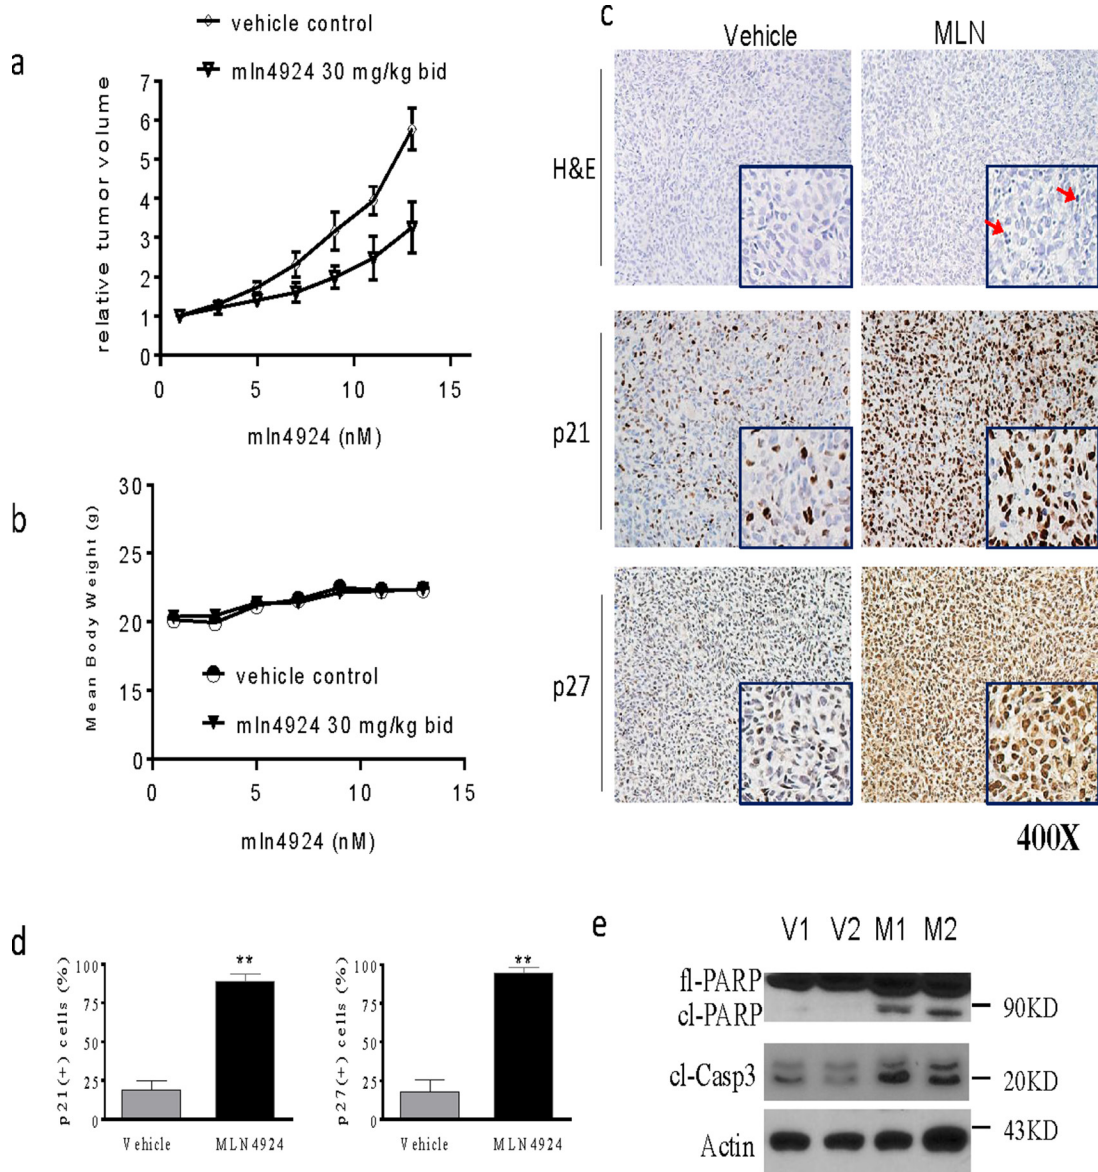 a
vehicle control
mln4924 30 mg/kg bid
relative tumor volume
7
6
5
4
3
2
1
0
0 5 10 15
mln4924 (nM)
b
Mean Body Weight (g)
30
25
20
15
10
5
0
vehicle control
mln4924 30 mg/kg bid
0 5 10 15
mln4924 (nM)
c
Vehicle MLN
H&E
p21
p27
400X
d
p21(+) cells (%)
100
75
50
25
0
**
Vehicle MLN4924
p27(+) cells (%)
100
75
50
25
0
**
Vehicle MLN4924
e
V1 V2 M1 M2
fl-PARP
cl-PARP 90KD
cl-Casp3 20KD
43KD
Actin